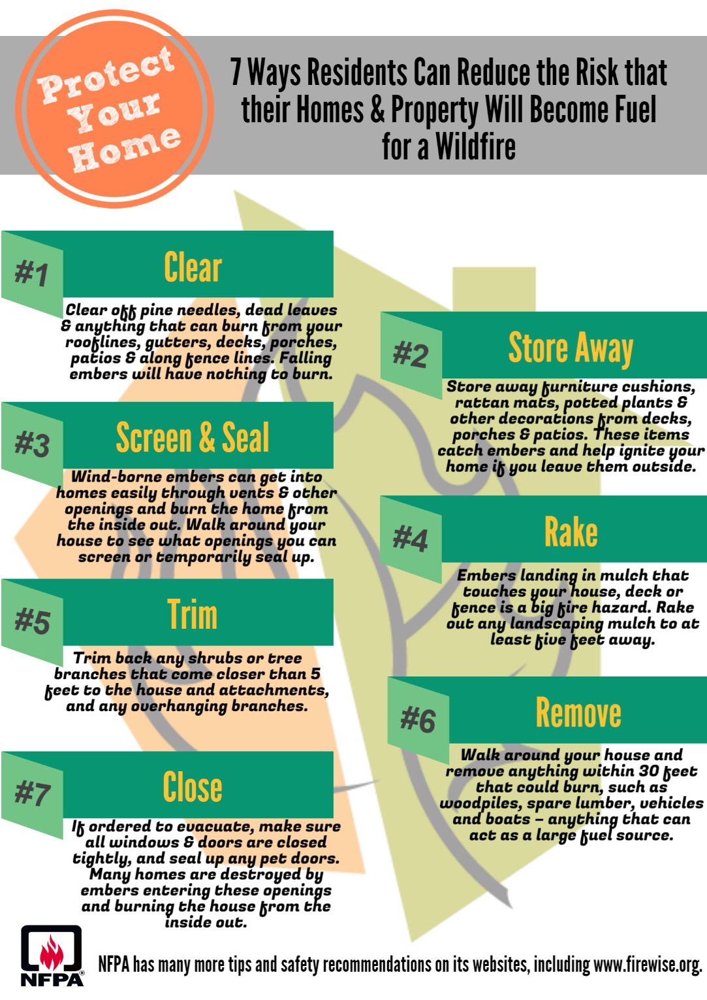 Protect
Your
Home
7 Ways Residents Can Reduce the Risk that
their Homes & Property Will Become Fuel
for a Wildfire
#1
Clear
Clear off pine needles, dead leaves
& anything that can burn from your
rooflines, gutters, decks, porches,
patios & along fence lines. Falling
embers will have nothing to burn.
#2
Store Away
Store away furniture cushions,
rattan mats, potted plants &
other decorations from decks,
porches & patios. These items
catch embers and help ignite your
home if you leave them outside.
#3
Screen & Seal
Wind-borne embers can get into
homes easily through vents & other
openings and burn the home from
the inside out. Walk around your
house to see what openings you can
screen or temporarily seal up.
#4
Rake
Embers landing in mulch that
touches your house, deck or
fence is a big fire hazard. Rake
out any landscaping mulch to at
least five feet away.
#5
Trim
Trim back any shrubs or tree
branches that come closer than 5
feet to the house and attachments,
and any overhanging branches.
#6
Remove
Walk around your house and
remove anything within 30 feet
that could burn, such as
woodpiles, spare lumber, vehicles
and boats – anything that can
act as a large fuel source.
#7
Close
If ordered to evacuate, make sure
all windows & doors are closed
tightly, and seal up any pet doors.
Many homes are destroyed by
embers entering these openings
and burning the house from the
inside out.
NFPA®
NFPA has many more tips and safety recommendations on its websites, including www.firewise.org.